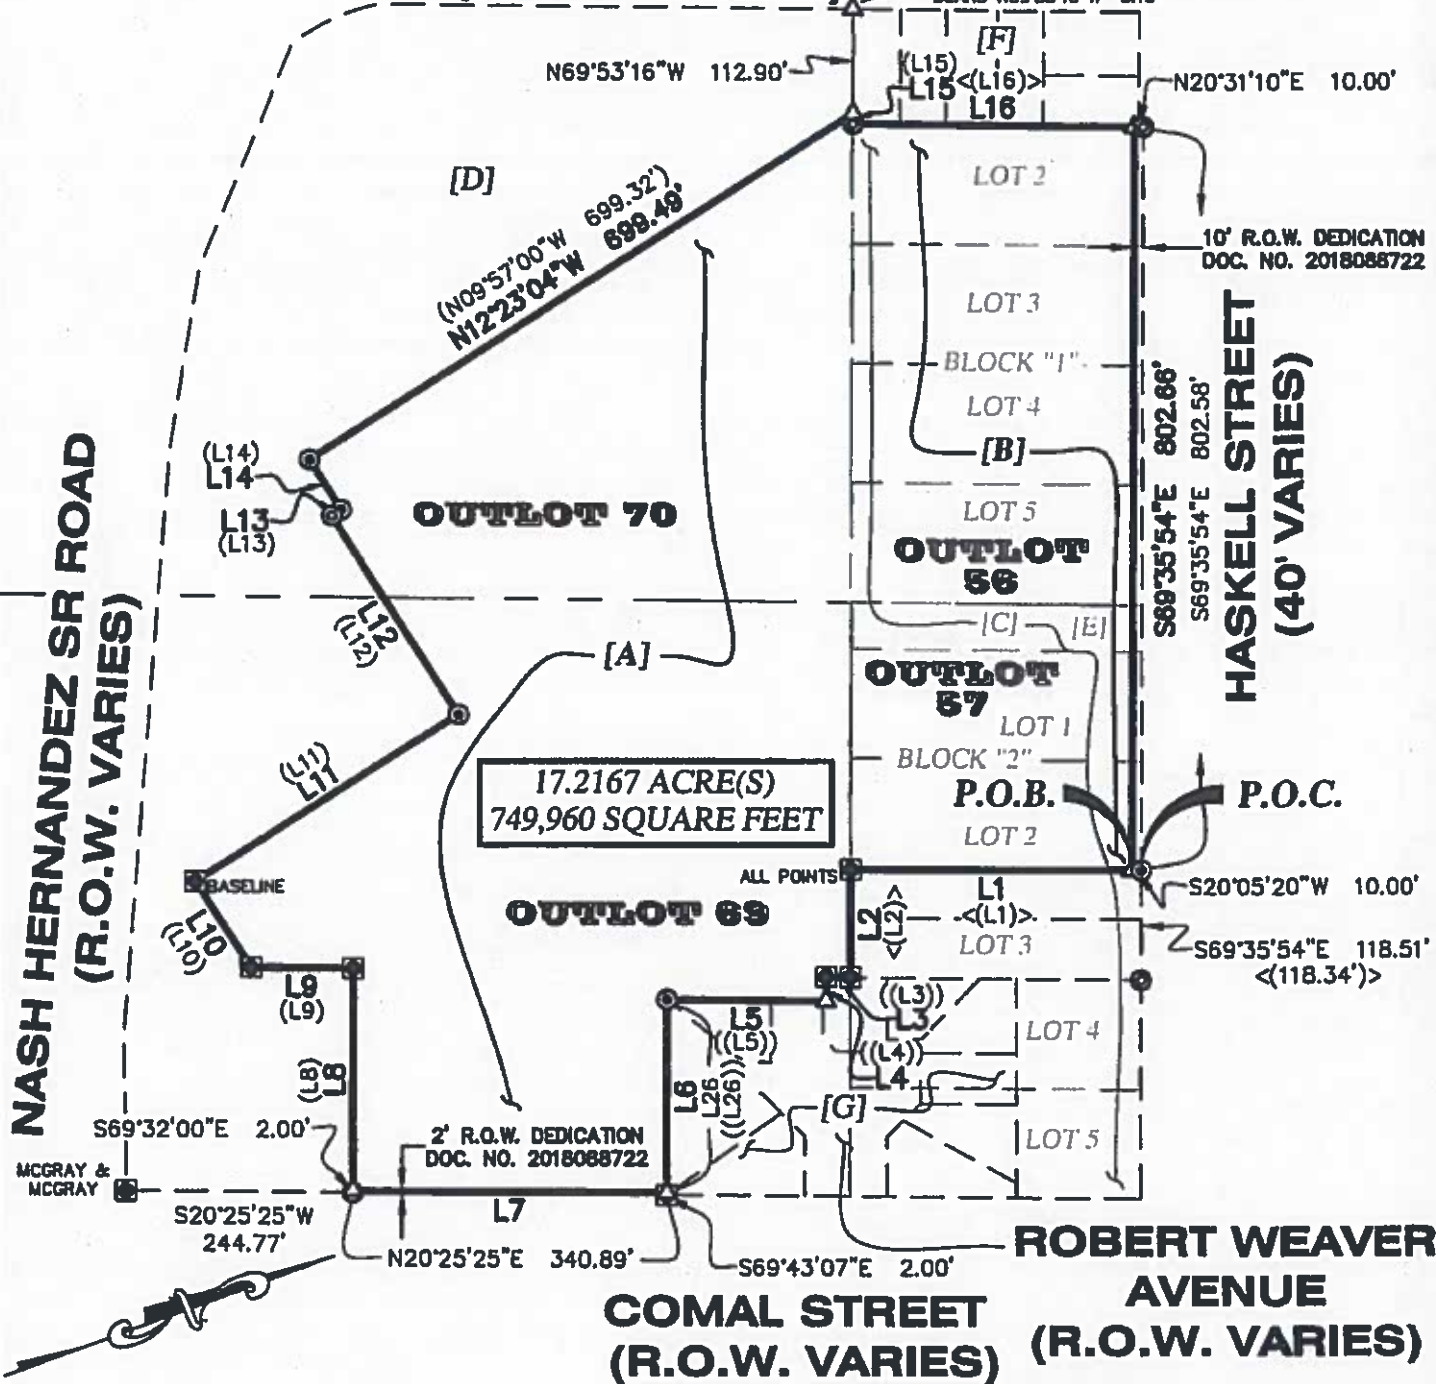 [F]
N69°53'16"W 112.90'
(L15)
L15
<(L16)>
L16
N20°31'10"E 10.00'
[D]
LOT 2
(N09°57'00"W 699.32')
N12°23'04"W 699.49'
10' R.O.W. DEDICATION
DOC. NO. 2018088722
LOT 3
BLOCK "1"
LOT 4
HASKELL STREET
(40' VARIES)
S69°35'54"E 802.66'
S69°35'54"E 802.58'
[B]
(L14)
L14
L13
(L13)
OUTLOT 70
LOT 5
OUTLOT
56
NASH HERNANDEZ SR ROAD
(R.O.W. VARIES)
L12
(L12)
[A]
[C]
[E]
OUTLOT
57
LOT 1
BLOCK "2"
(L11)
L11
17.2167 ACRE(S)
749,960 SQUARE FEET
P.O.B.
P.O.C.
LOT 2
BASELINE
ALL POINTS
L1
<(L1)>
S20°05'20"W 10.00'
L10
(L10)
OUTLOT 69
L2
<(L2)>
LOT 3
S69°35'54"E 118.51'
<(118.34')>
L9
(L9)
((L3))
L3
L5
((L5))
((L4))
L4
LOT 4
(L8)
L8
L6
L26
((L26))
[G]
S69°32'00"E 2.00'
2' R.O.W. DEDICATION
DOC. NO. 2018088722
LOT 5
MCGRAY &
MCGRAY
S20°25'25"W
244.77'
L7
N20°25'25"E 340.89'
S69°43'07"E 2.00'
ROBERT WEAVER
AVENUE
(R.O.W. VARIES)
COMAL STREET
(R.O.W. VARIES)